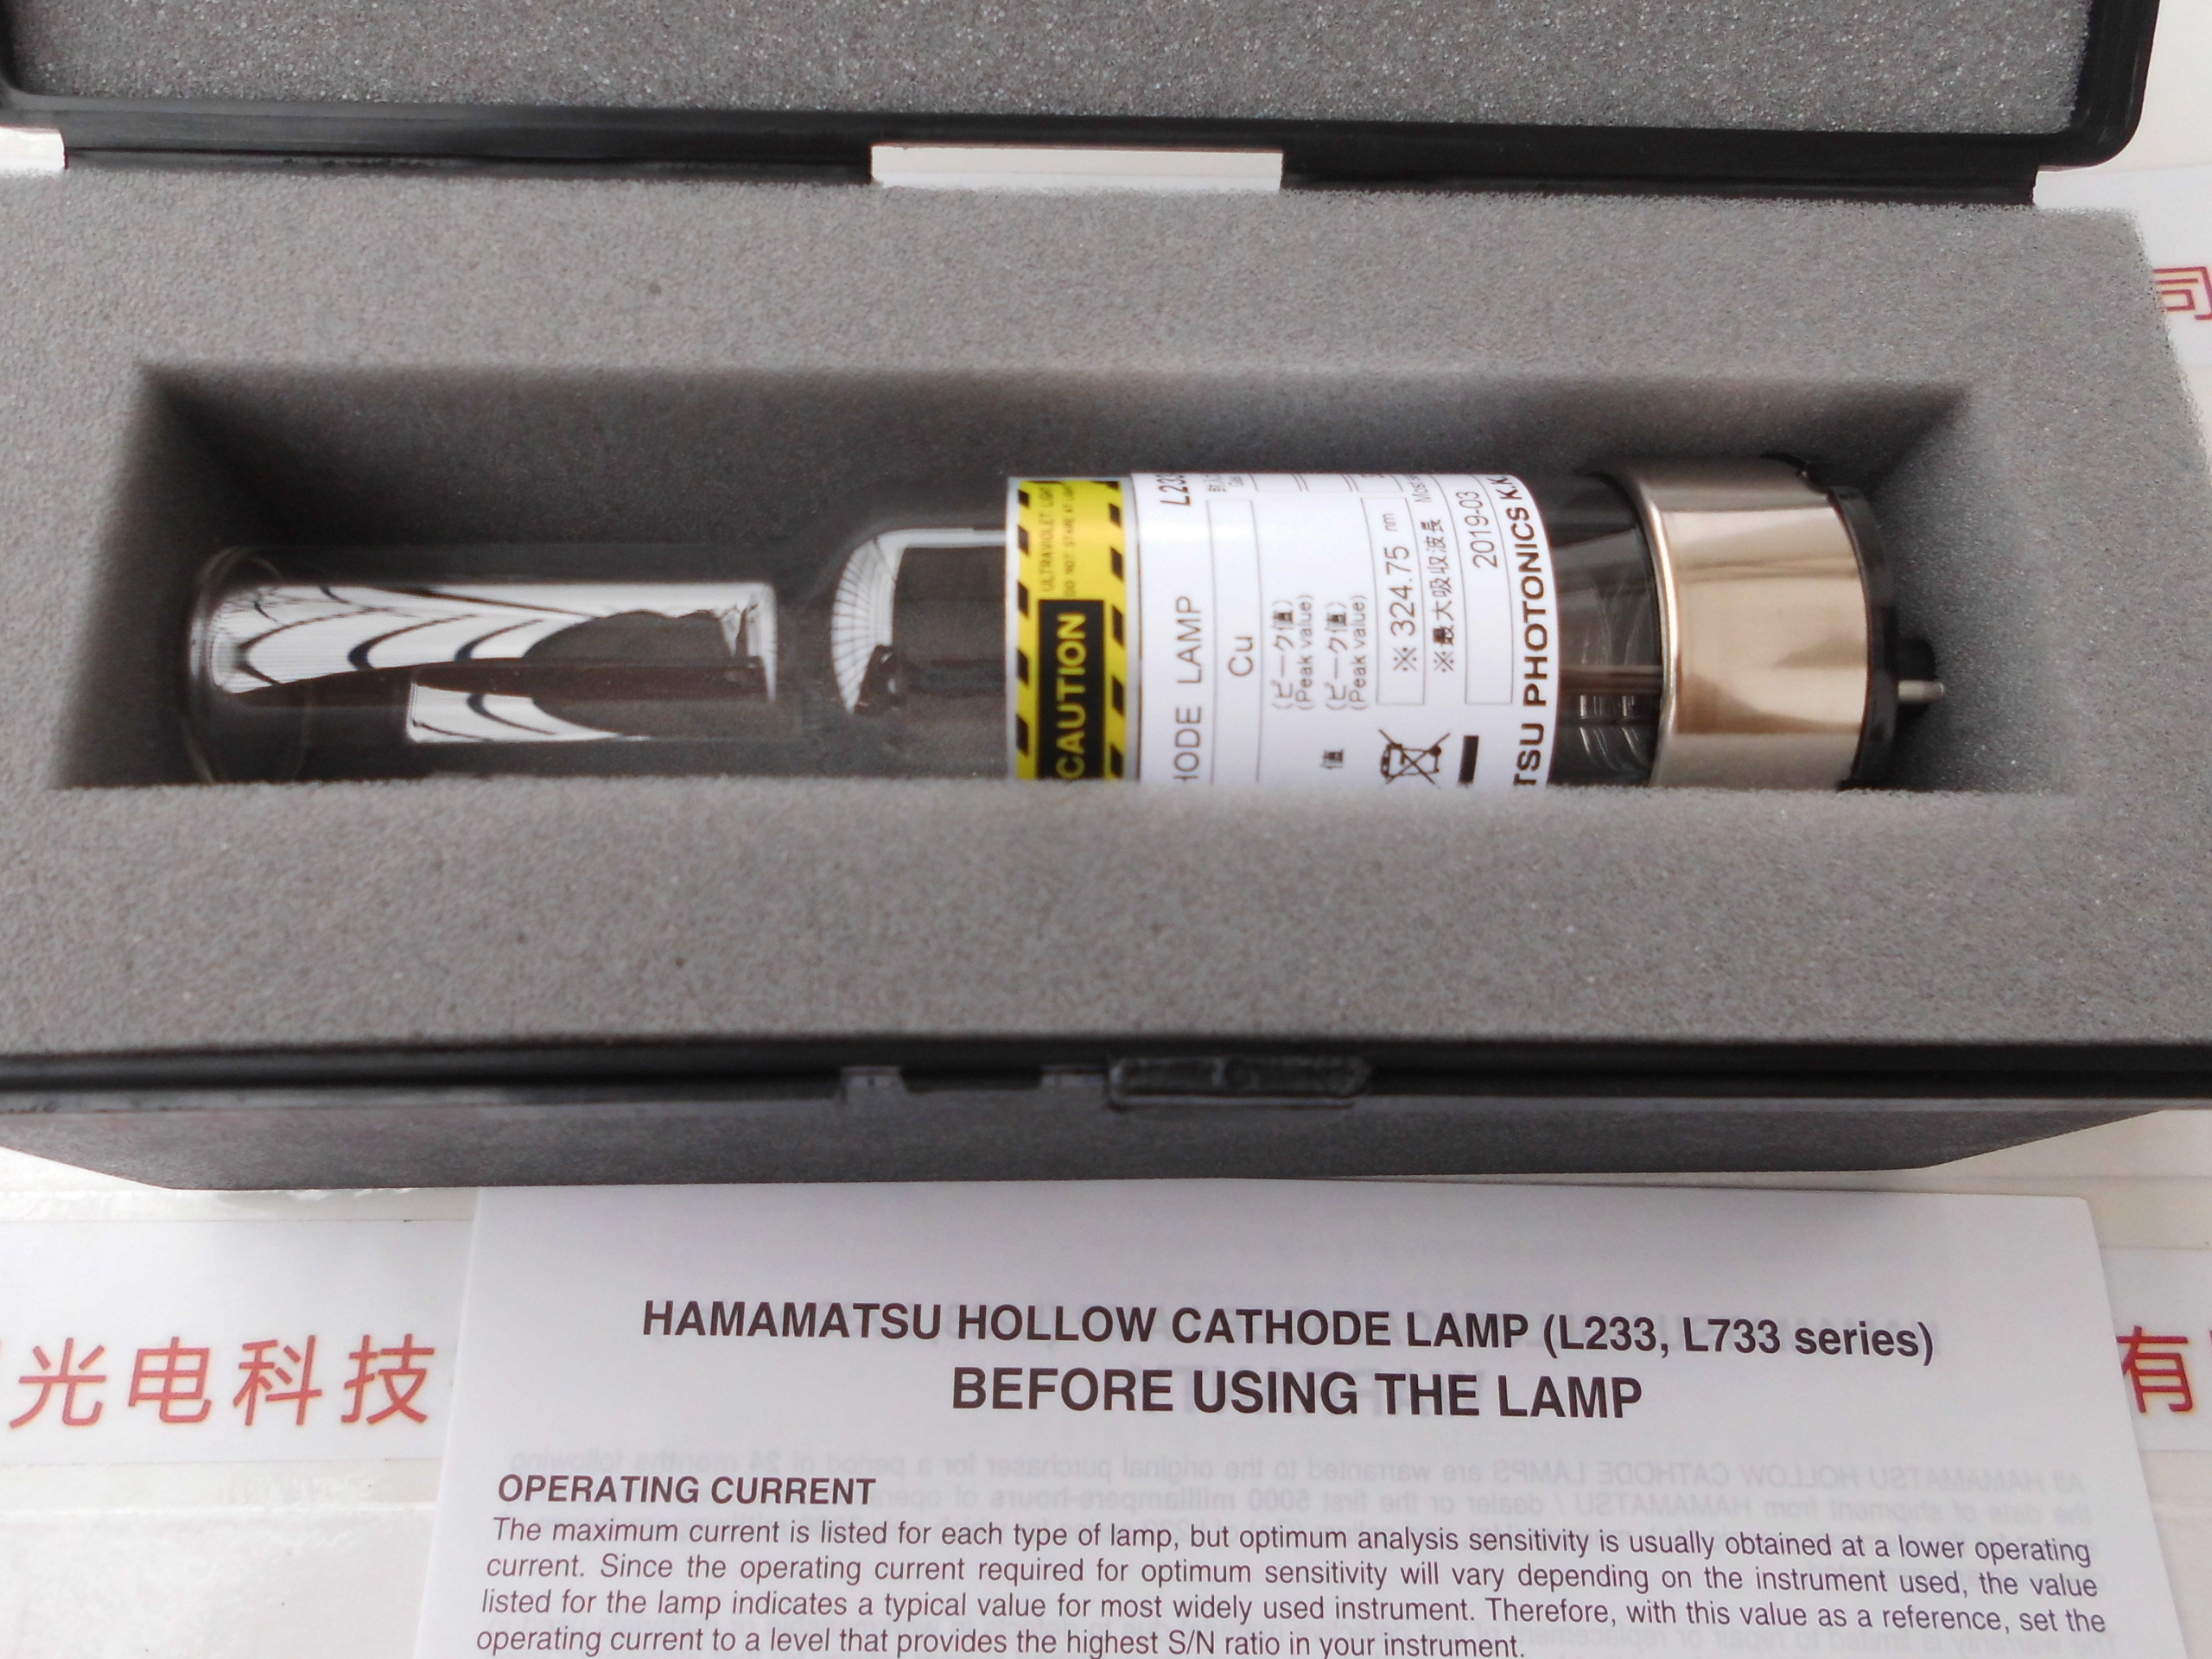 同
CAUTION
ULTRAVIOLET LIGHT
DO NOT STARE AT LIGHT
L233
HODE LAMP
Cu
(ピーク値)
(Peak value)
(ピーク値)
(Peak value)
値
※ 324.75 nm
※最大吸収波長
2019-03
TSU PHOTONICS K.K.
光电科技
有
HAMAMATSU HOLLOW CATHODE LAMP (L233, L733 series)
BEFORE USING THE LAMP
OPERATING CURRENT
The maximum current is listed for each type of lamp, but optimum analysis sensitivity is usually obtained at a lower operating
current. Since the operating current required for optimum sensitivity will vary depending on the instrument used, the value
listed for the lamp indicates a typical value for most widely used instrument. Therefore, with this value as a reference, set the
operating current to a level that provides the highest S/N ratio in your instrument.